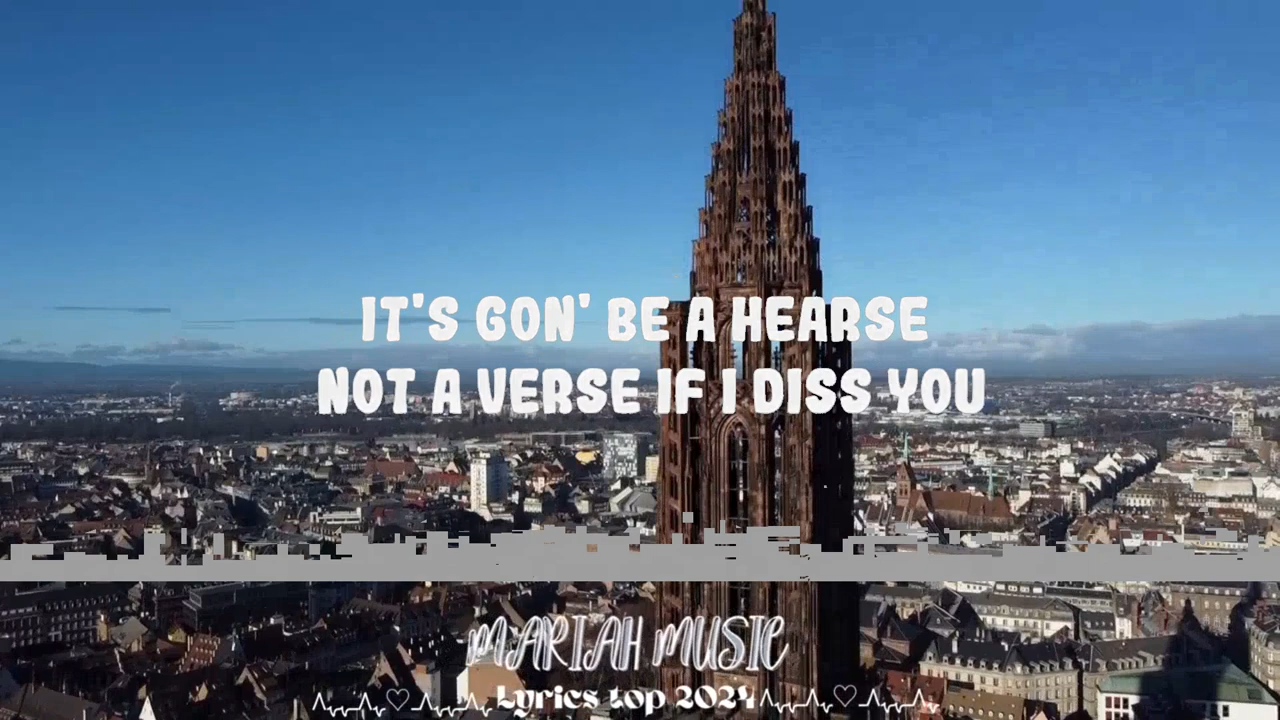 IT'S GON' BE A HEARSE
NOT A VERSE IF I DISS YOU
MARIAH MUSIC
Lyrics top 2024